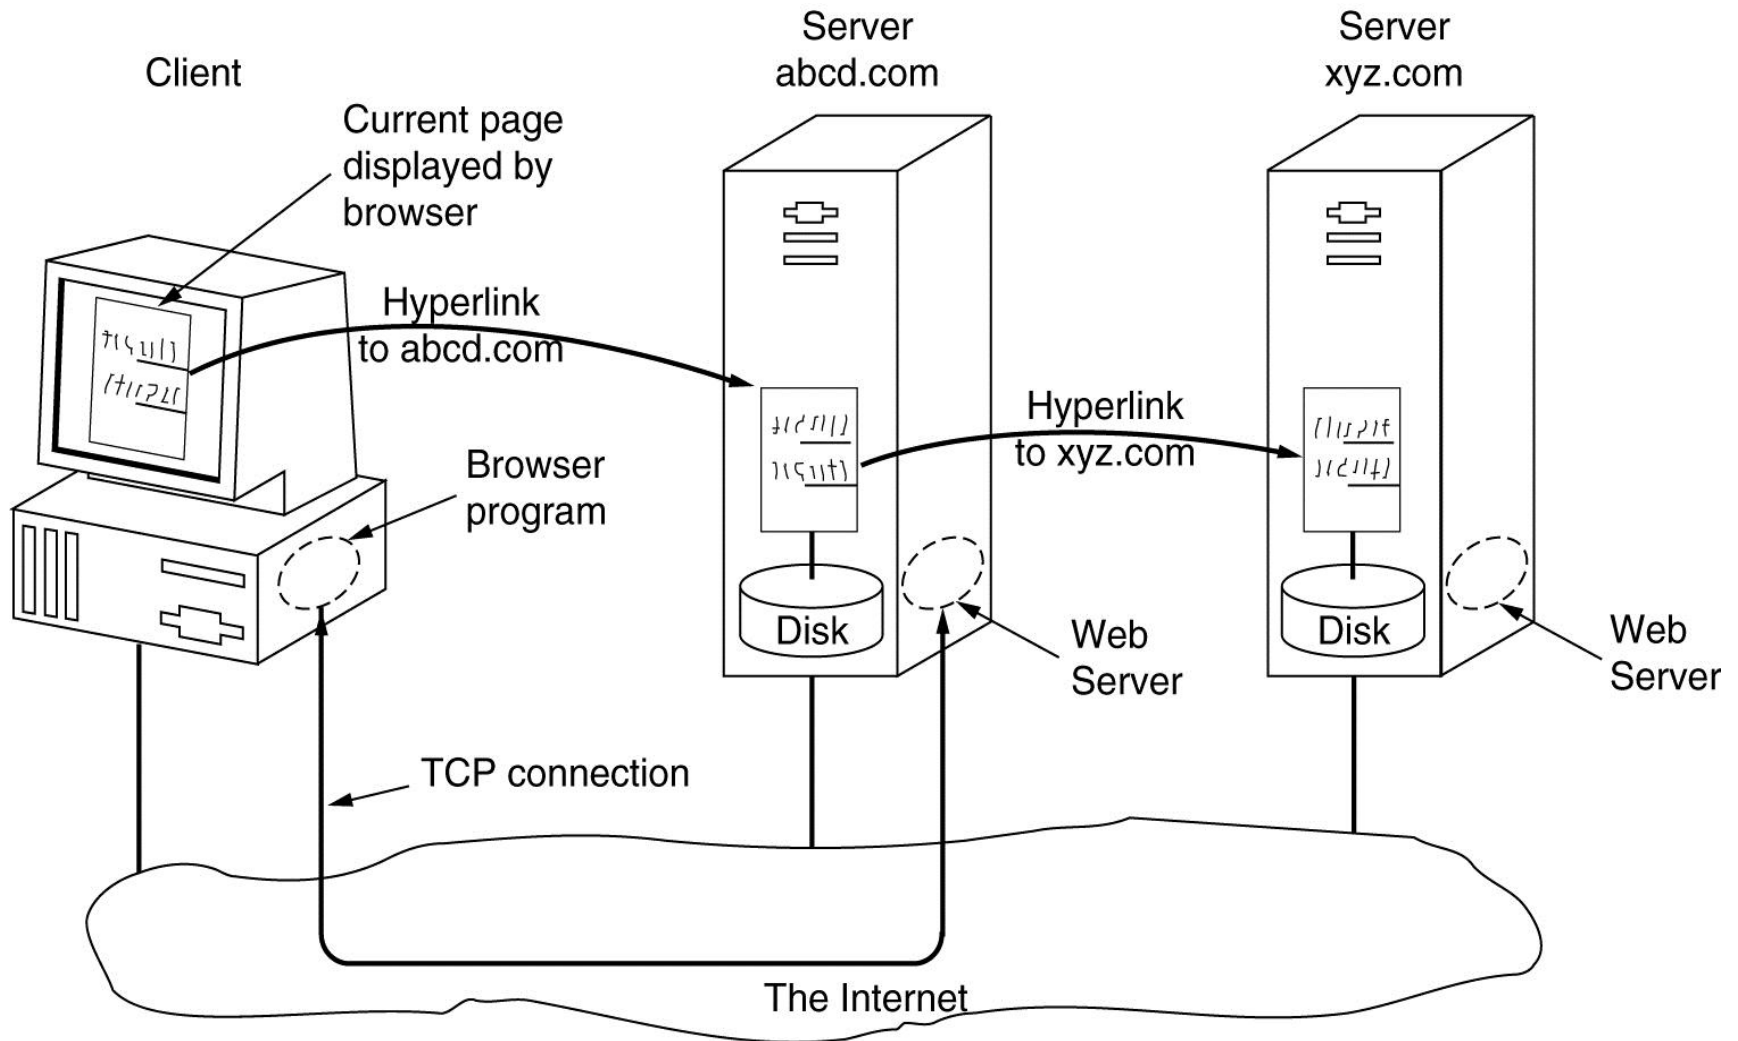 Client
Server
abcd.com
Server
xyz.com
Current page
displayed by
browser
Hyperlink
to abcd.com
Hyperlink
to xyz.com
Browser
program
Disk
Web
Server
Disk
Web
Server
TCP connection
The Internet